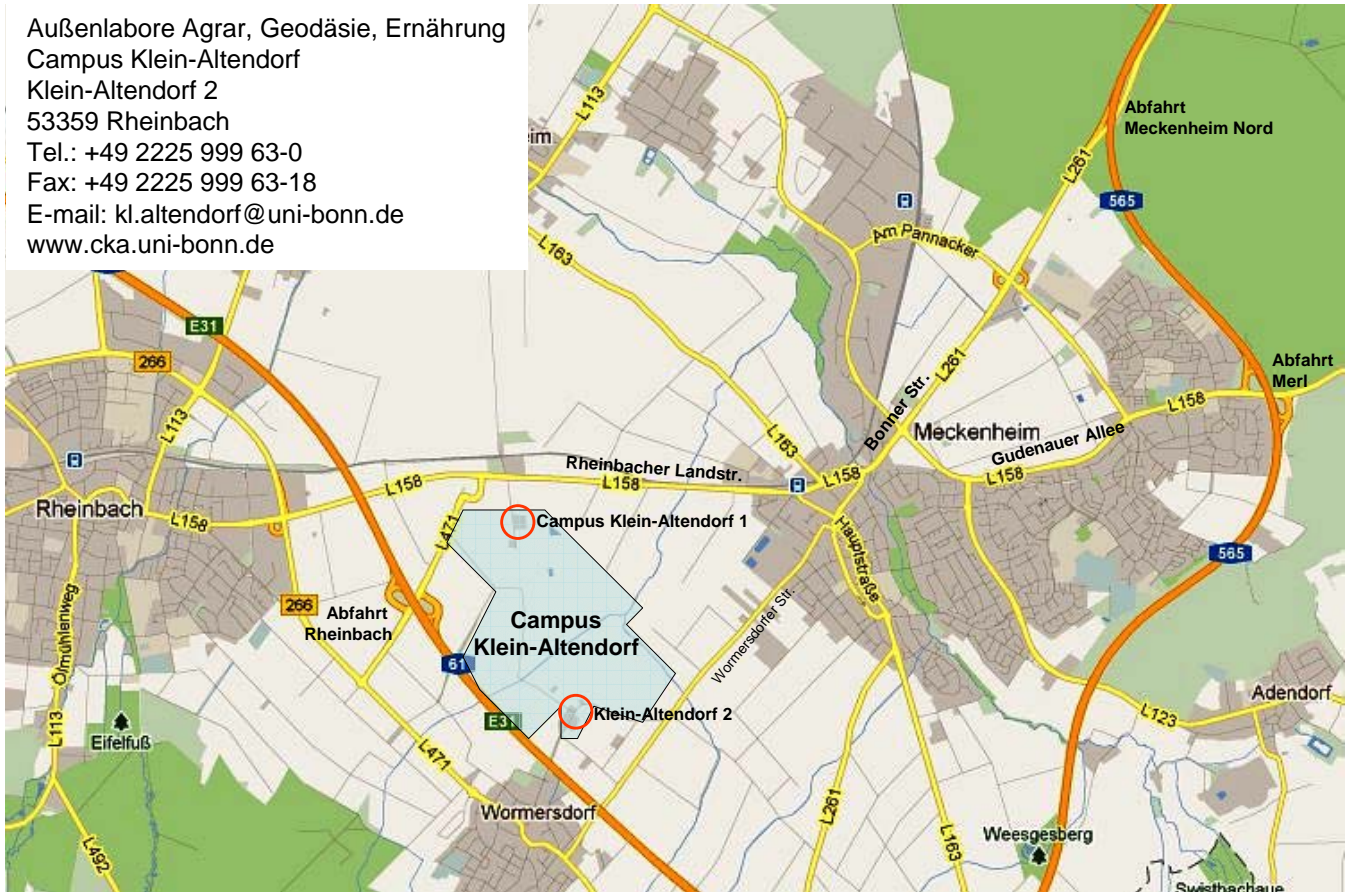 Außenlabore Agrar, Geodäsie, Ernährung
Campus Klein-Altendorf
Klein-Altendorf 2
53359 Rheinbach
Tel.: +49 2225 999 63-0
Fax: +49 2225 999 63-18
E-mail: kl.altendorf@uni-bonn.de
www.cka.uni-bonn.de
L113
eim
Abfahrt
Meckenheim Nord
L261
565
Am Pannacker
L163
E31
266
L113
L261
Abfahrt
Merl
L158
Bonner Str.
Meckenheim
Gudenauer Allee
L158
L163
Rheinbacher Landstr.
L158
L158
L158
Rheinbach
L158
L471
Campus Klein-Altendorf 1
Hauptstraße
565
266
Abfahrt
Rheinbach
Campus
Klein-Altendorf
Wormersdorfer Str.
Ölmühlenweg
61
E31
Klein-Altendorf 2
Adendorf
L123
L113
Eifelfuß
L471
Wormersdorf
L261
L163
Weesgesberg
L492
Swistbachaue